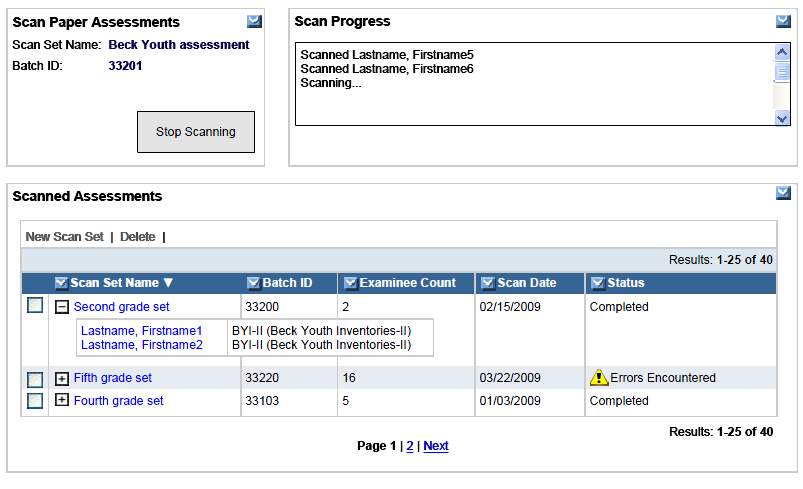 Scan Paper Assessments
Scan Set Name: Beck Youth assessment
Batch ID: 33201
Stop Scanning
Scan Progress
Scanned Lastname, Firstname5
Scanned Lastname, Firstname6
Scanning...
Scanned Assessments
New Scan Set | Delete |
Results: 1-25 of 40
Scan Set Name ▼ Batch ID Examinee Count Scan Date Status
Second grade set 33200 2 02/15/2009 Completed
Lastname, Firstname1 BYI-II (Beck Youth Inventories-II)
Lastname, Firstname2 BYI-II (Beck Youth Inventories-II)
Fifth grade set 33220 16 03/22/2009 Errors Encountered
Fourth grade set 33103 5 01/03/2009 Completed
Results: 1-25 of 40
Page 1 | 2 | Next